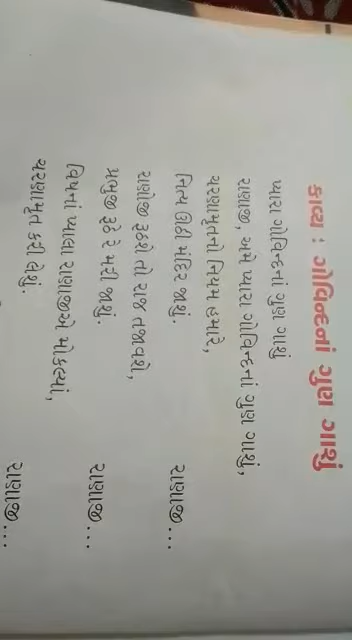 કાવ્ય : ગોવિન્દનાં ગુણ ગાશું
પ્યારા ગોવિન્દનાં ગુણ ગાશું
રાણાજી, અમે પ્યારા ગોવિન્દનાં ગુણ ગાશું,
ચરણામૃતનો નિયમ હમારે,
નિત્ય ઊઠી મંદિર જાશું. રાણાજી...
રાણોજી રૂઠશે તો રાજ તજાવશે,
પ્રભુજી રૂઠે રે મરી જાશું. રાણાજી...
વિષનાં પ્યાલા રાણાજીએ મોકલ્યાં,
ચરણામૃત કરી લેશું. રાણાજી...